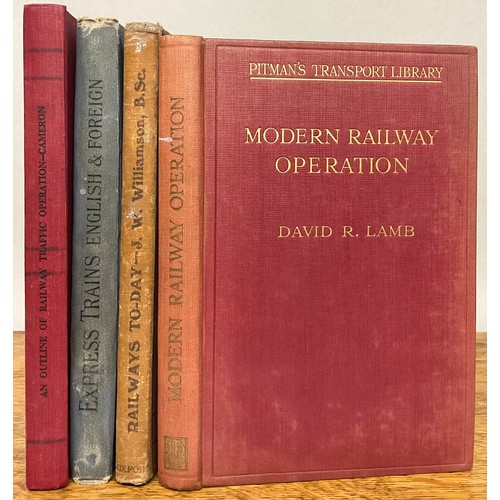 AN OUTLINE OF RAILWAY TRAFFIC OPERATION—CAMERON
EXPRESS TRAINS ENGLISH & FOREIGN
RAILWAYS TO-DAY—J. W. Williamson, B.Sc.
OXFORD
MODERN RAILWAY OPERATION
PITMAN'S TRANSPORT LIBRARY
MODERN RAILWAY
OPERATION
DAVID R. LAMB